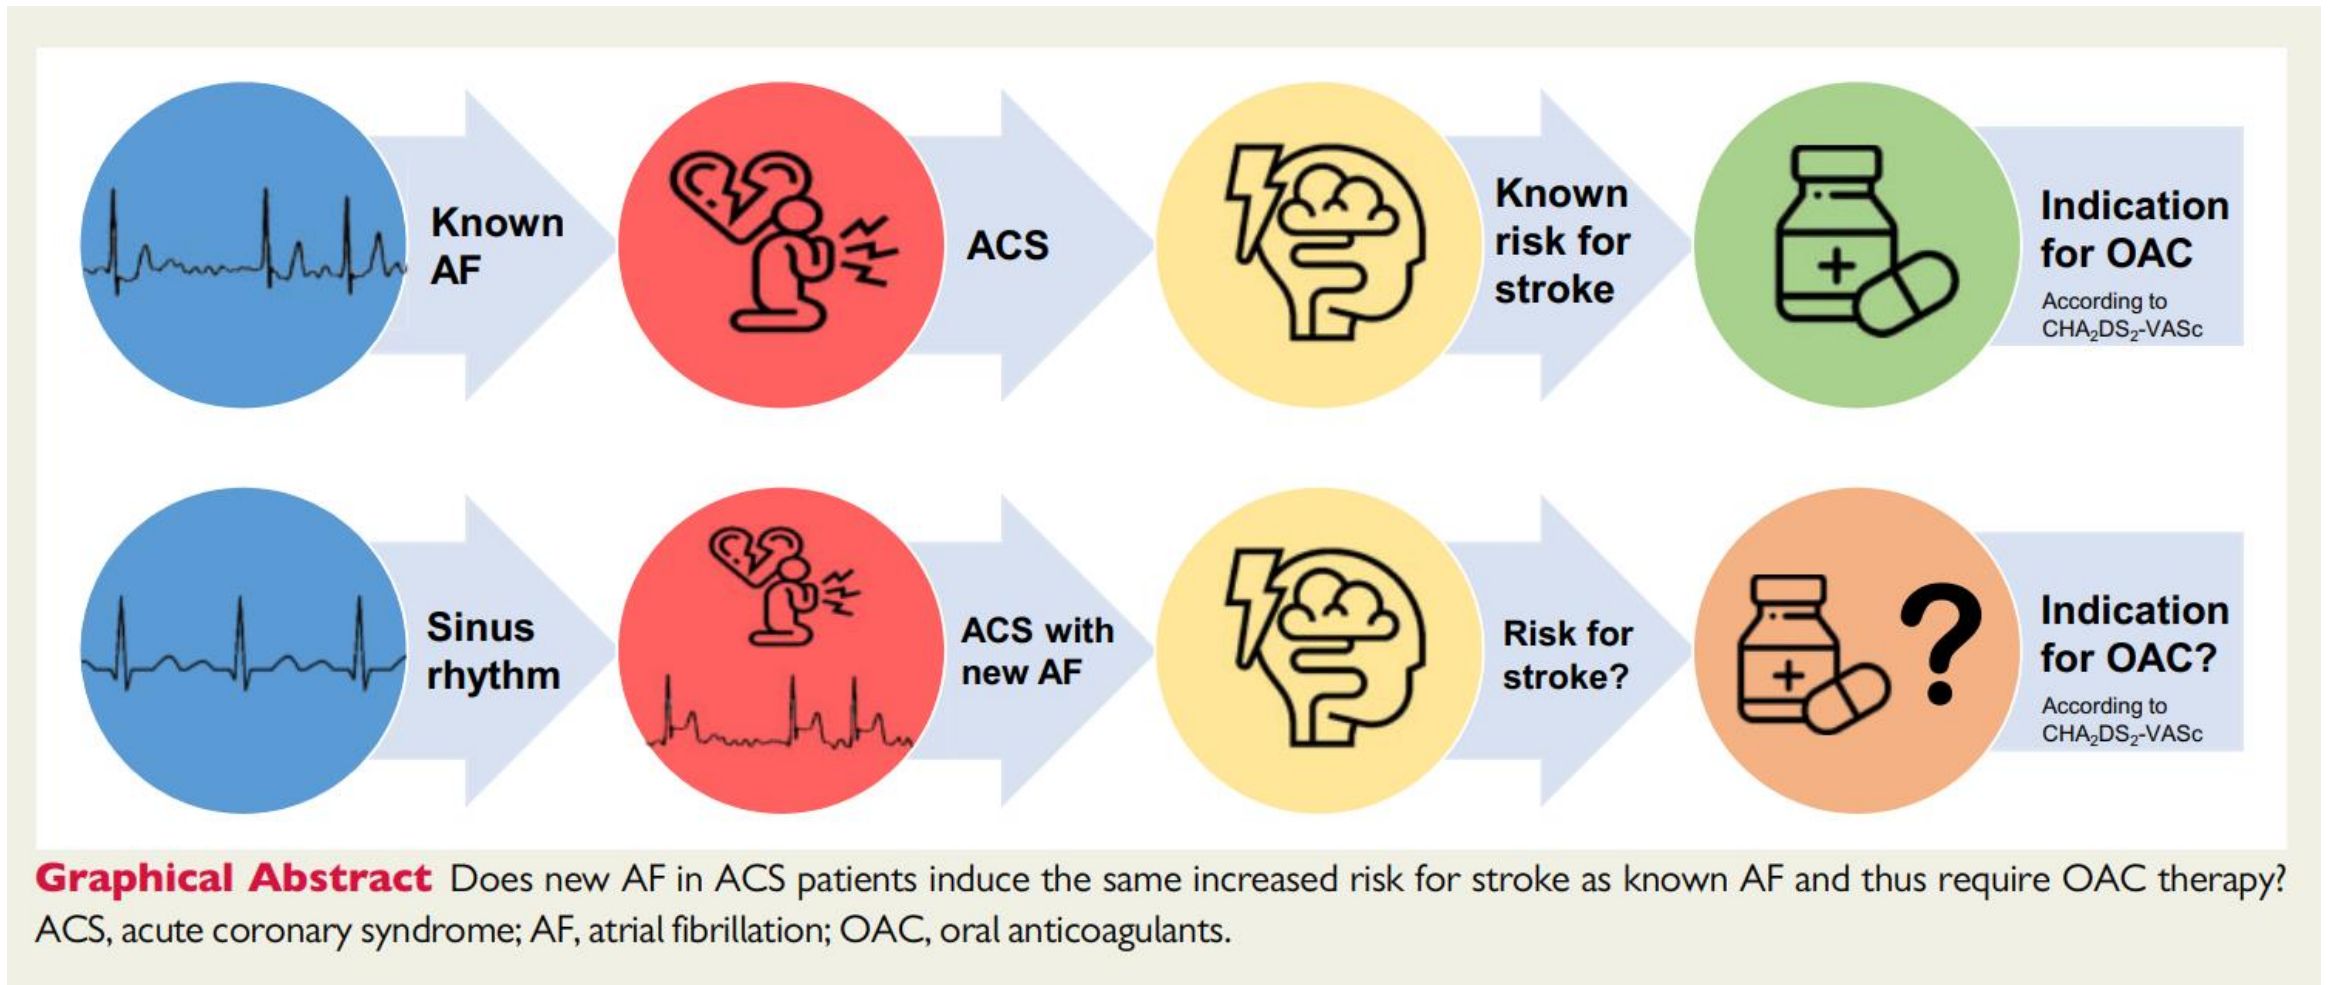 Known
AF
ACS
Known
risk for
stroke
Indication
for OAC
According to
CHA₂DS₂-VASc
Sinus
rhythm
ACS with
new AF
Risk for
stroke?
?
Indication
for OAC?
According to
CHA₂DS₂-VASc
Graphical Abstract Does new AF in ACS patients induce the same increased risk for stroke as known AF and thus require OAC therapy?
ACS, acute coronary syndrome; AF, atrial fibrillation; OAC, oral anticoagulants.